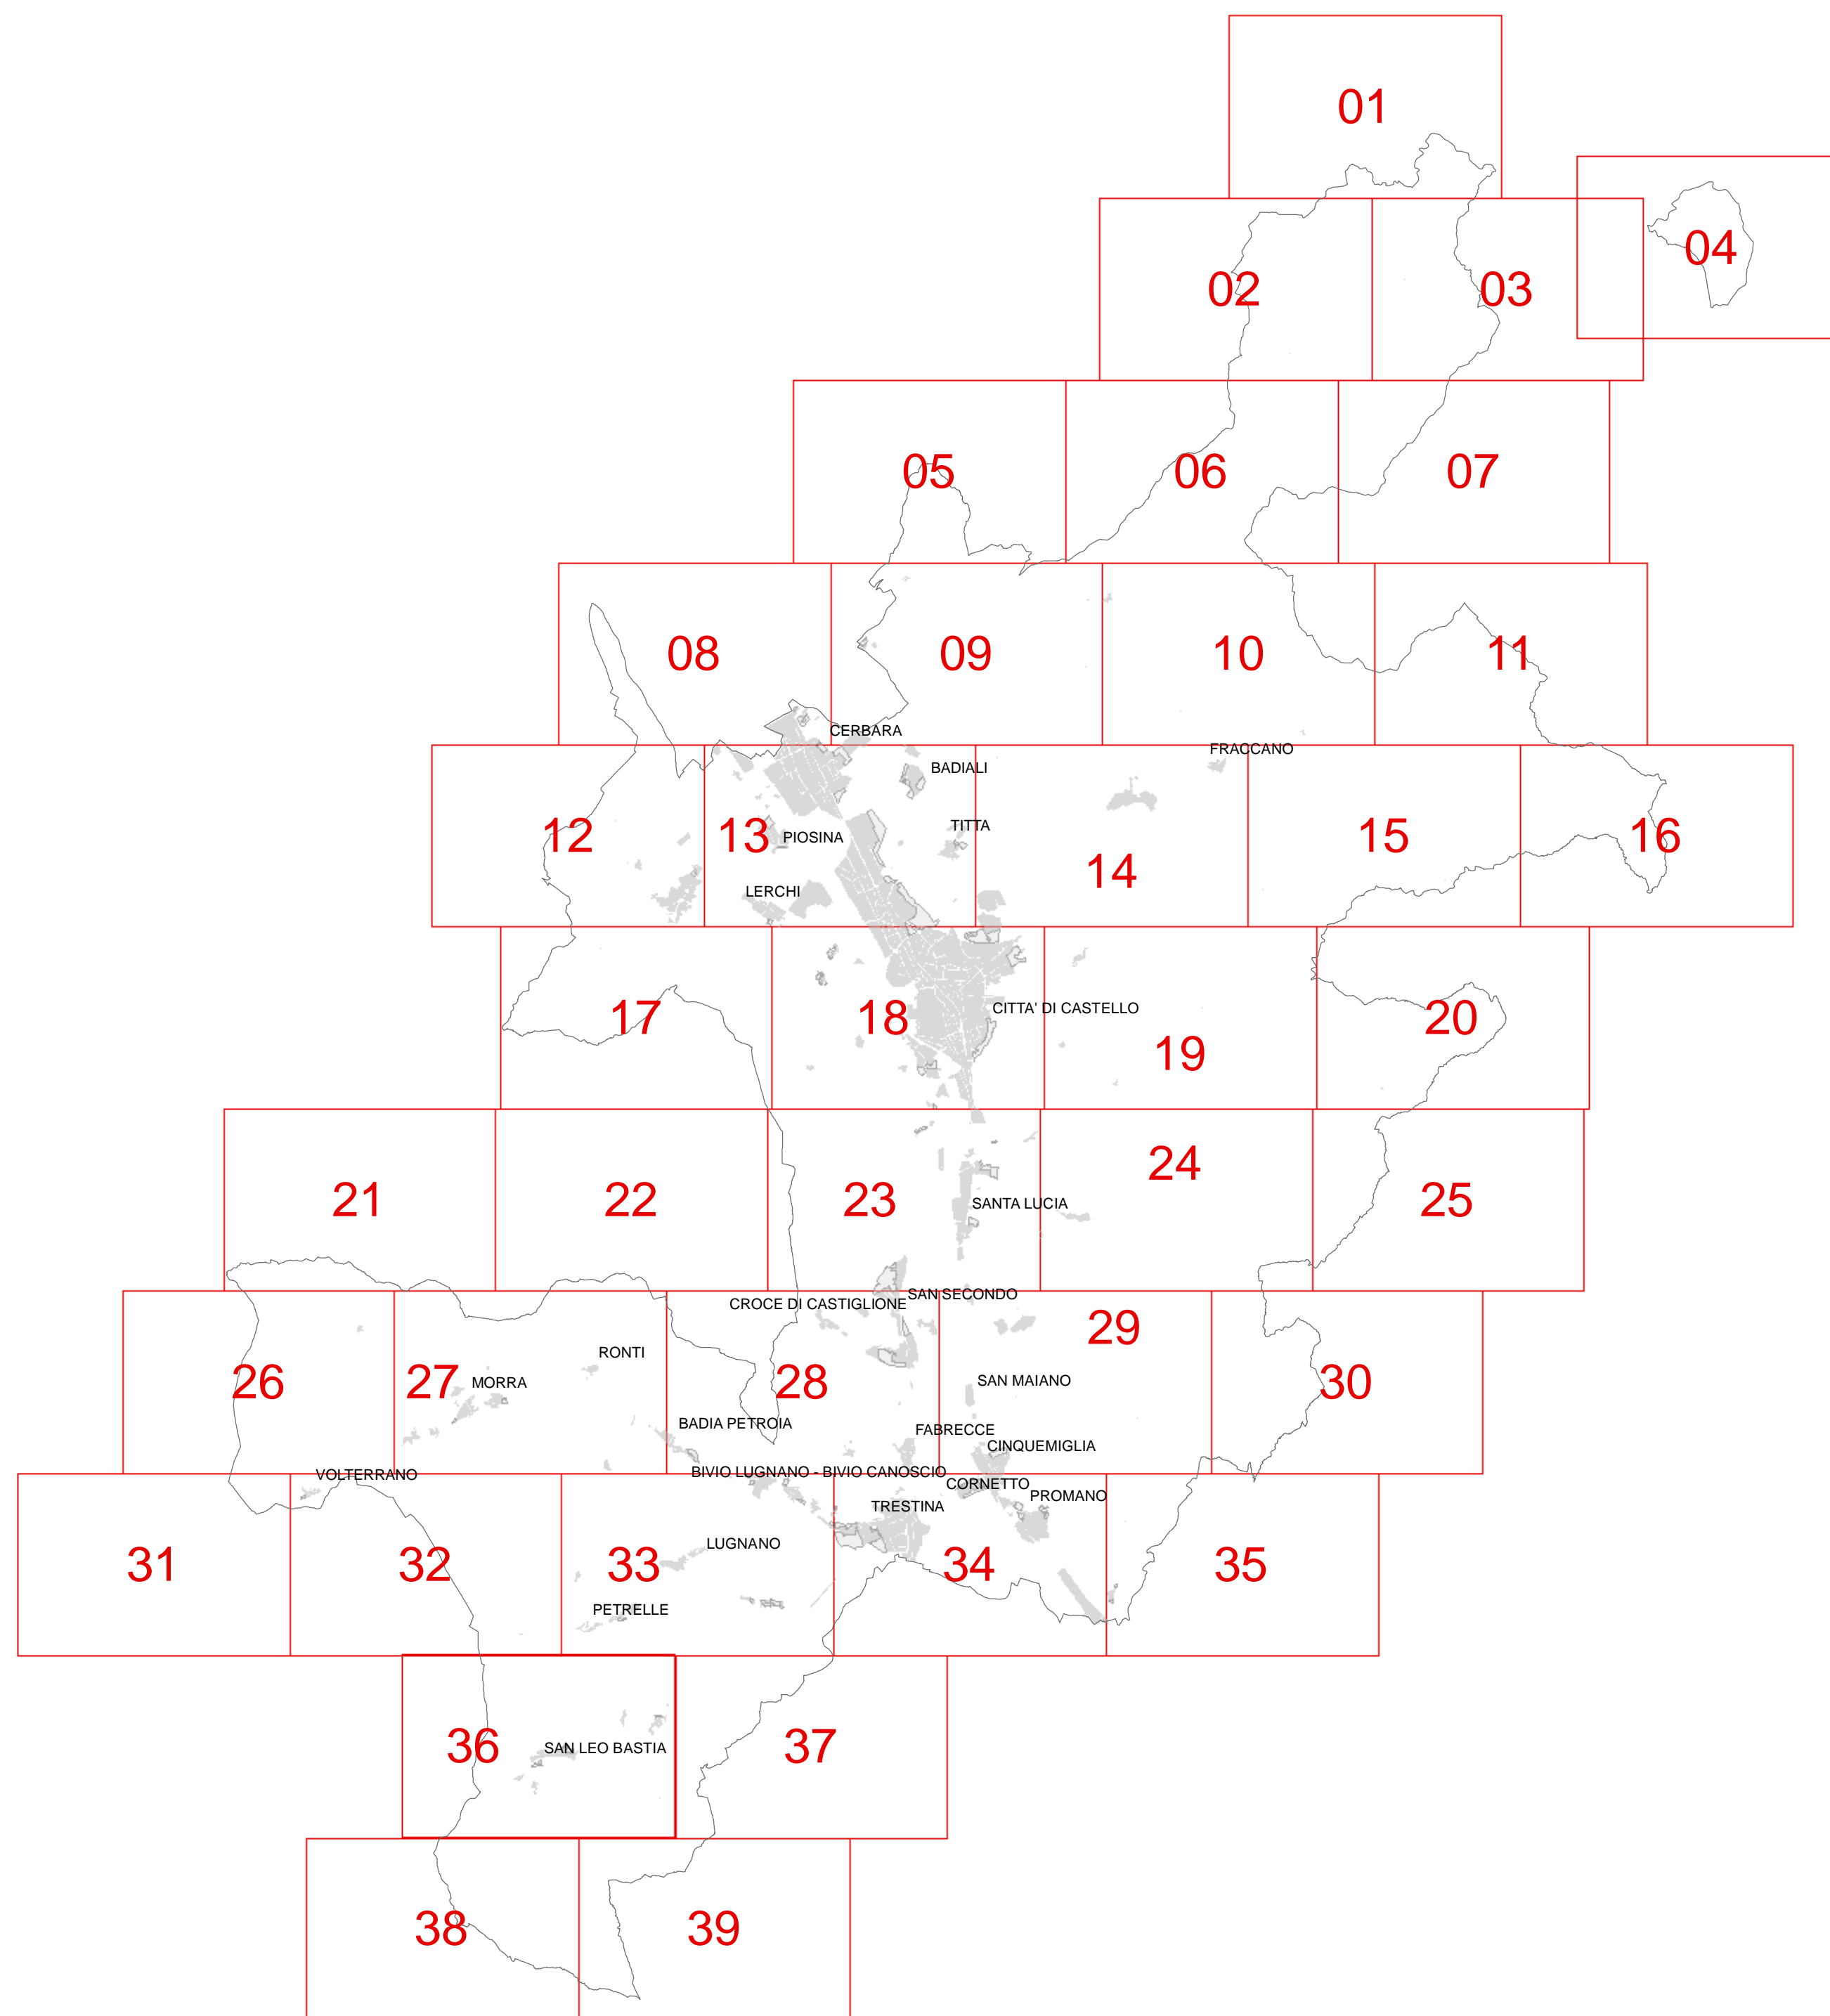 01
04
02
03
05
06
07
08
09
10
11
CERBARA
FRACCANO
BADIALI
TITTA
12
13
PIOSINA
15
16
14
LERCHI
CITTA' DI CASTELLO
17
18
20
19
24
21
22
23
SANTA LUCIA
25
SAN SECONDO
CROCE DI CASTIGLIONE
29
RONTI
26
27
MORRA
28
SAN MAIANO
30
BADIA PETROIA
FABRECCE
CINQUEMIGLIA
VOLTERRANO
BIVIO LUGNANO - BIVIO CANOSCIO
CORNETTO
PROMANO
TRESTINA
LUGNANO
31
32
33
34
35
PETRELLE
36
SAN LEO BASTIA
37
38
39